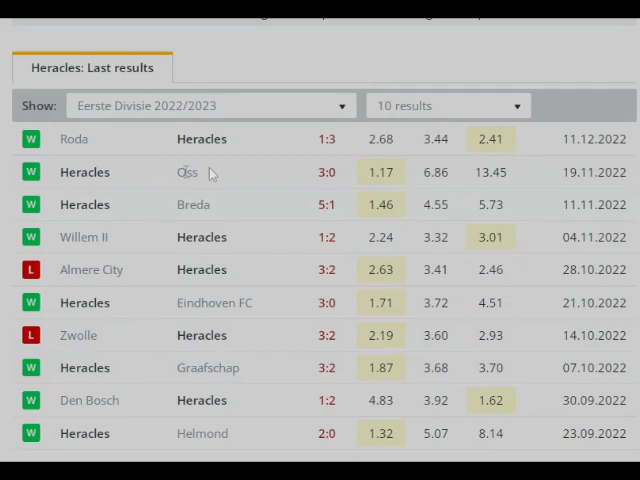 Heracles: Last results
Show: Eerste Divisie 2022/2023 10 results
W Roda Heracles 1:3 2.68 3.44 2.41 11.12.2022
W Heracles Oss 3:0 1.17 6.86 13.45 19.11.2022
W Heracles Breda 5:1 1.46 4.55 5.73 11.11.2022
W Willem II Heracles 1:2 2.24 3.32 3.01 04.11.2022
L Almere City Heracles 3:2 2.63 3.41 2.46 28.10.2022
W Heracles Eindhoven FC 3:0 1.71 3.72 4.51 21.10.2022
L Zwolle Heracles 3:2 2.19 3.60 2.93 14.10.2022
W Heracles Graafschap 3:2 1.87 3.68 3.70 07.10.2022
W Den Bosch Heracles 1:2 4.83 3.92 1.62 30.09.2022
W Heracles Helmond 2:0 1.32 5.07 8.14 23.09.2022